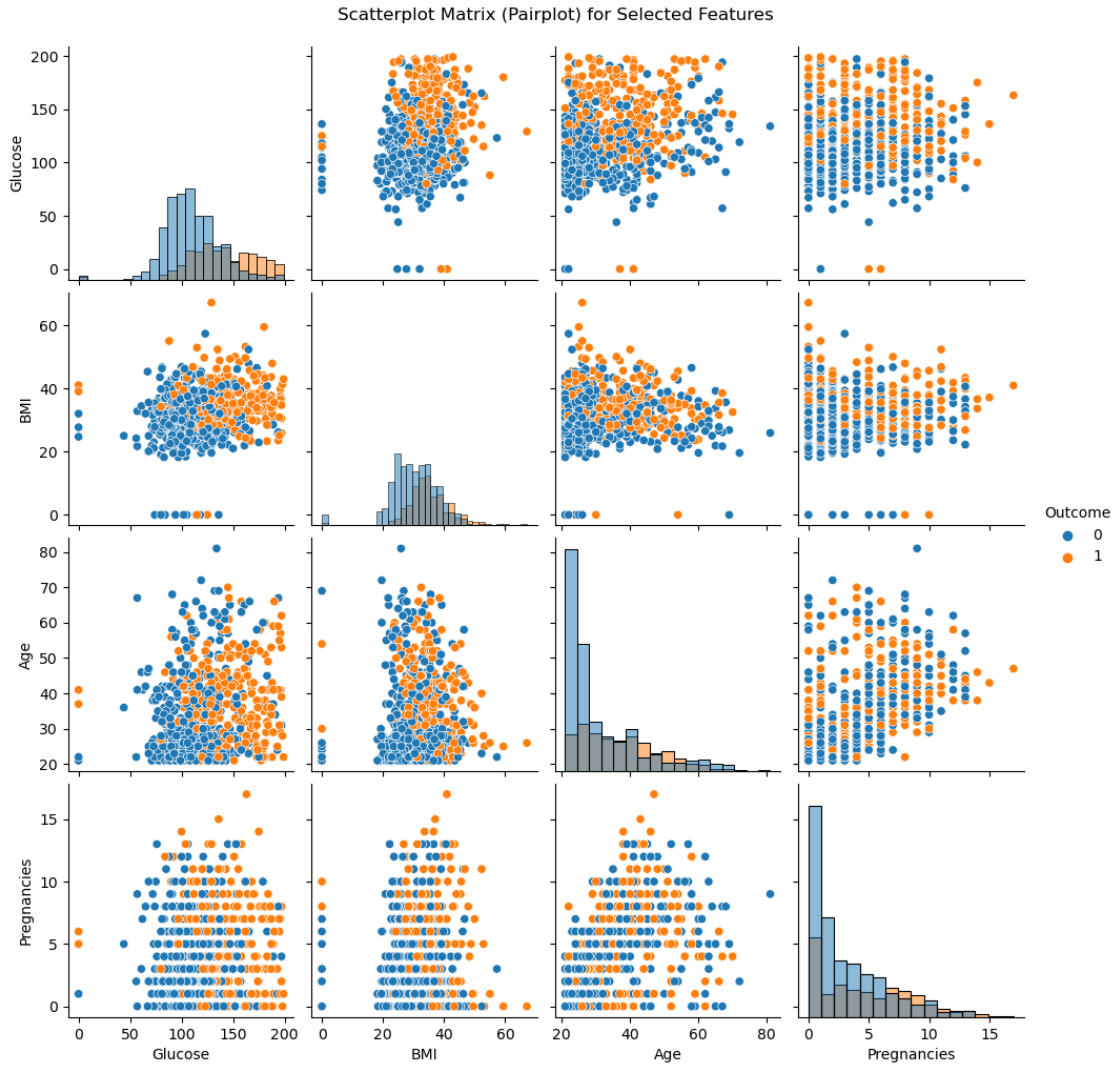 Scatterplot Matrix (Pairplot) for Selected Features
200
150
100
50
0
Glucose
60
40
20
0
BMI
Outcome
0
1
80
70
60
50
40
30
20
Age
15
10
5
0
Pregnancies
0 50 100 150 200
0 20 40 60
20 40 60 80
0 5 10 15
Glucose
BMI
Age
Pregnancies